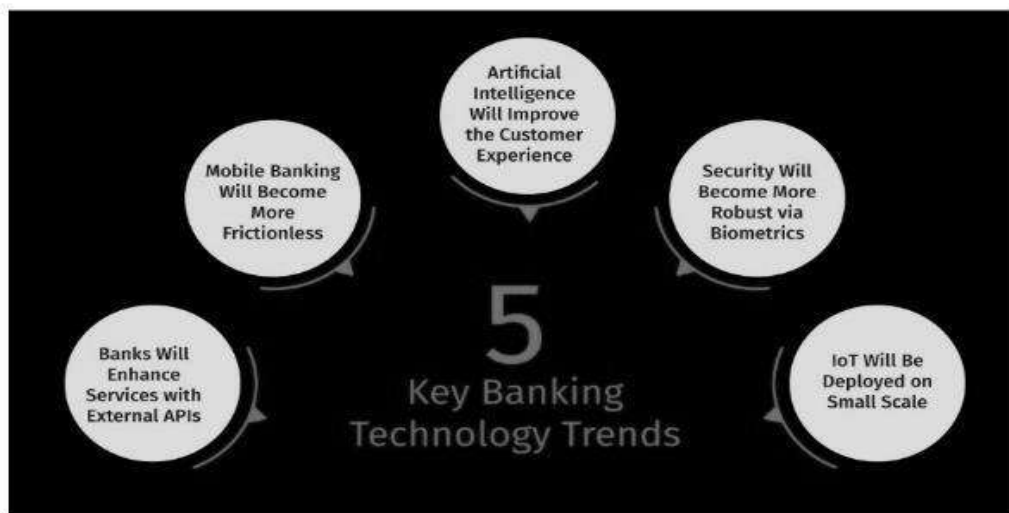 Artificial
Intelligence
Will Improve
the Customer
Experience
Mobile Banking
Will Become
More
Frictionless
Security Will
Become More
Robust via
Biometrics
Banks Will
Enhance
Services with
External APIs
IoT Will Be
Deployed on
Small Scale
5
Key Banking
Technology Trends